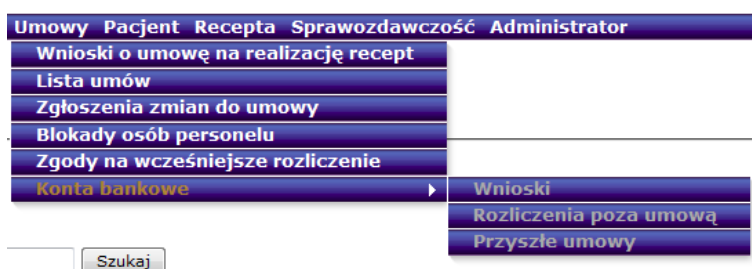 Umowy Pacjent Recepta Sprawozdawczość Administrator
Wnioski o umowę na realizację recept
Lista umów
Zgłoszenia zmian do umowy
Blokady osób personelu
Zgody na wcześniejsze rozliczenie
Konta bankowe
Wnioski
Rozliczenia poza umową
Przyszłe umowy
Szukaj